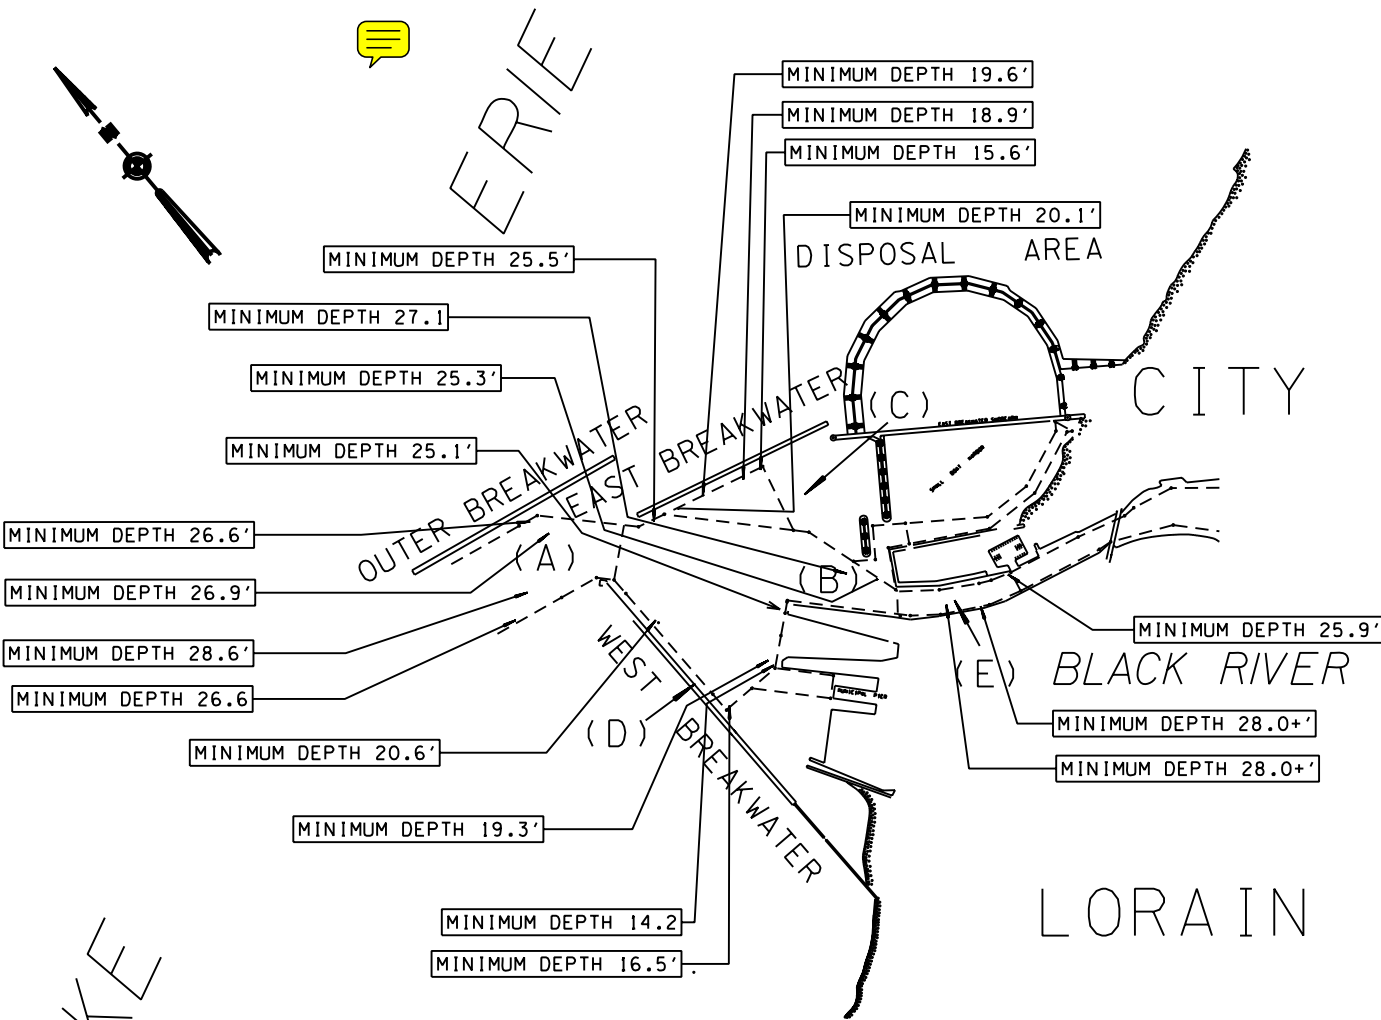 ERIE
MINIMUM DEPTH 19.6'
MINIMUM DEPTH 18.9'
MINIMUM DEPTH 15.6'
MINIMUM DEPTH 20.1'
DISPOSAL AREA
MINIMUM DEPTH 25.5'
MINIMUM DEPTH 27.1
MINIMUM DEPTH 25.3'
MINIMUM DEPTH 25.1'
CITY
(C)
EAST BREAKWATER
OUTER BREAKWATER
MINIMUM DEPTH 26.6'
(A)
(B)
MINIMUM DEPTH 26.9'
MINIMUM DEPTH 28.6'
MINIMUM DEPTH 26.6
MINIMUM DEPTH 25.9'
(E)
BLACK RIVER
MUNICIPAL PIER
WEST BREAKWATER
(D)
MINIMUM DEPTH 28.0+'
MINIMUM DEPTH 20.6'
MINIMUM DEPTH 28.0+'
MINIMUM DEPTH 19.3'
MINIMUM DEPTH 14.2
MINIMUM DEPTH 16.5'
LORAIN
KE